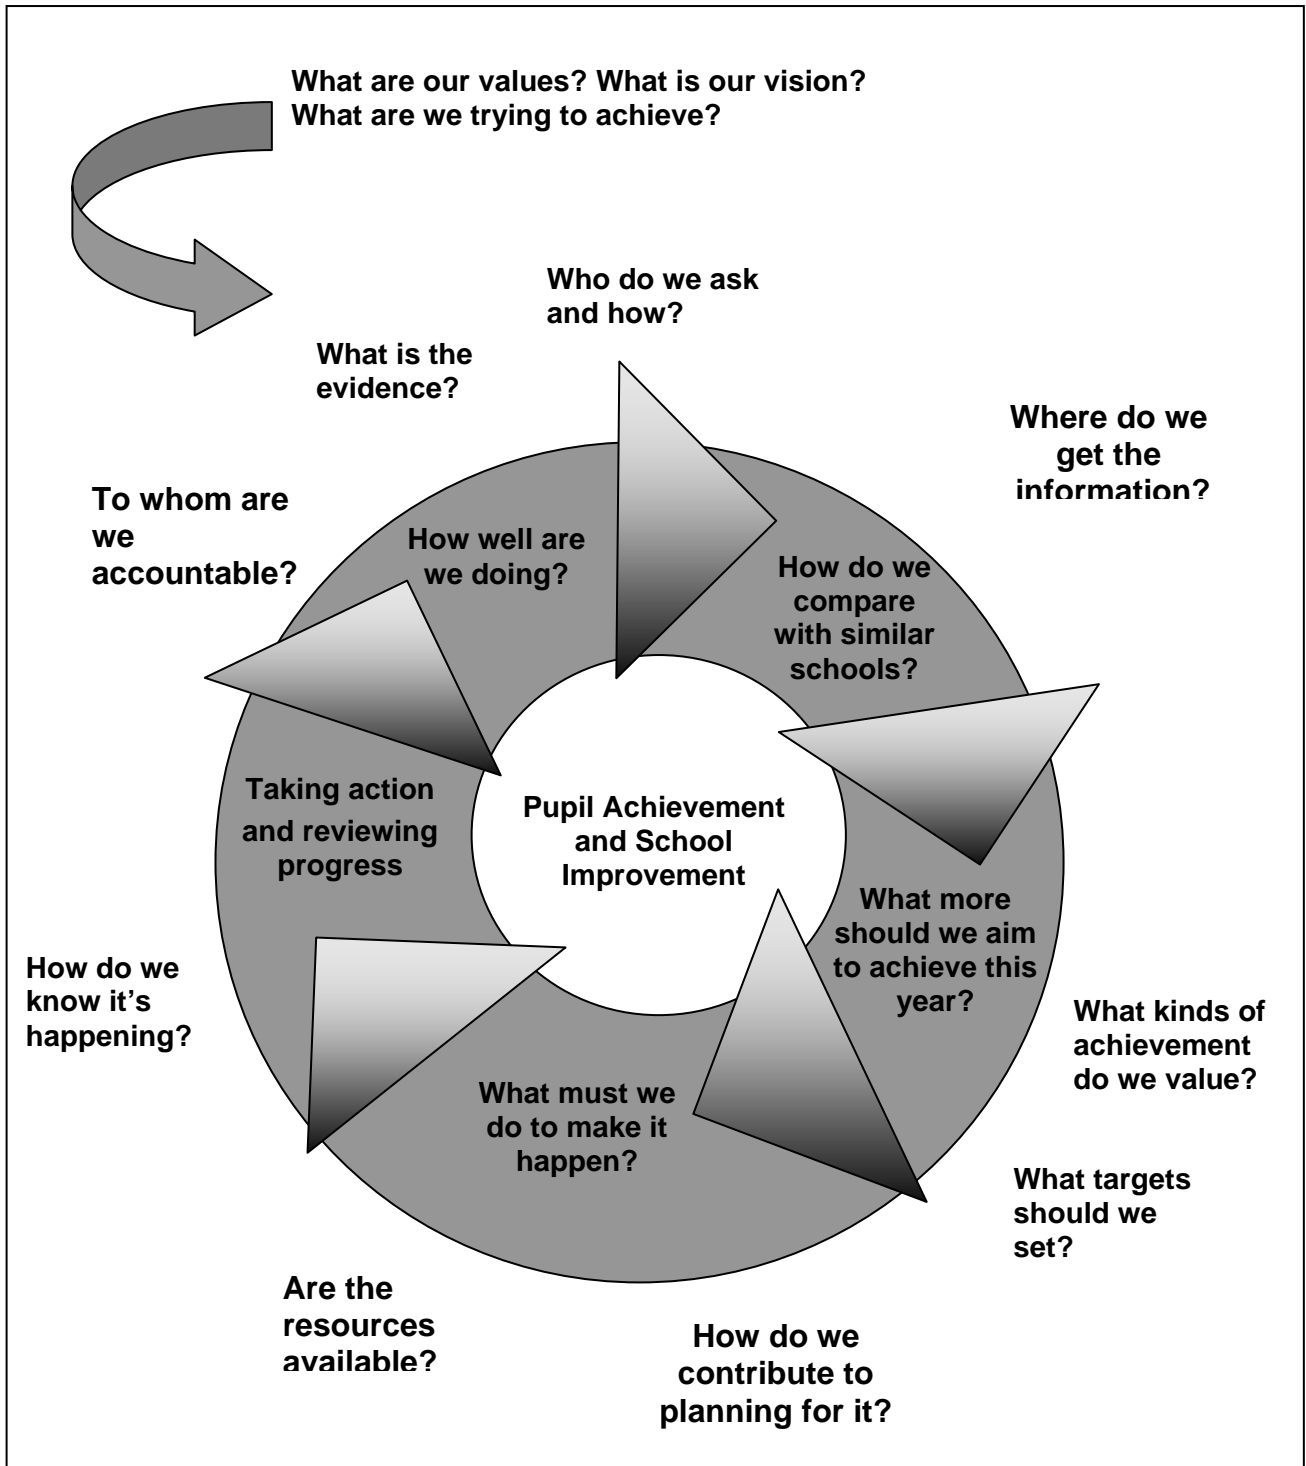 What are our values? What is our vision?
What are we trying to achieve?
Who do we ask
and how?
What is the
evidence?
Where do we
get the
information?
To whom are
we
accountable?
How well are
we doing?
How do we
compare
with similar
schools?
Taking action
and reviewing
progress
Pupil Achievement
and School
Improvement
What more
should we aim
to achieve this
year?
How do we
know it’s
happening?
What kinds of
achievement
do we value?
What must we
do to make it
happen?
What targets
should we
set?
Are the
resources
available?
How do we
contribute to
planning for it?